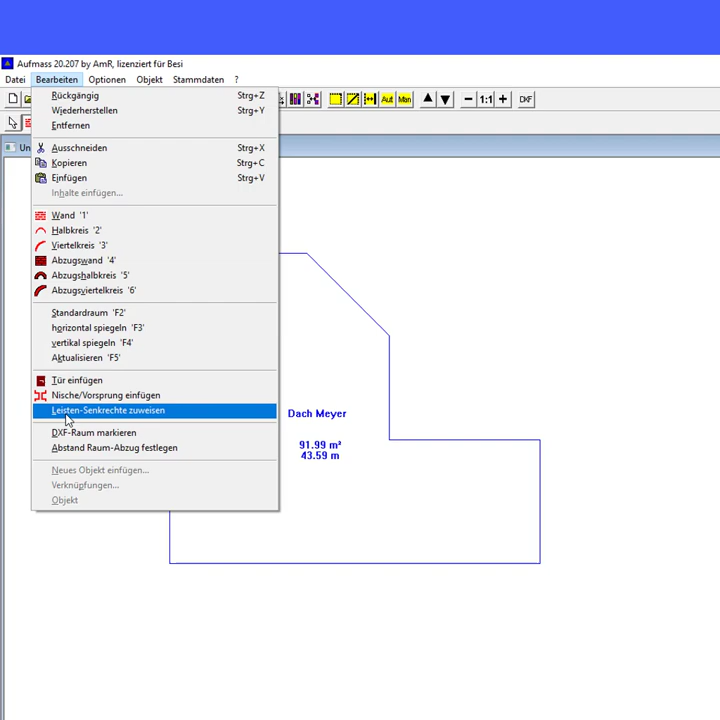 Aufmass 20.207 by AmR, lizenziert für Besi
Datei Bearbeiten Optionen Objekt Stammdaten ?
Aut Man 1:1 DXF
Un
Rückgängig Strg+Z
Wiederherstellen Strg+Y
Entfernen
Ausschneiden Strg+X
Kopieren Strg+C
Einfügen Strg+V
Inhalte einfügen...
Wand '1'
Halbkreis '2'
Viertelkreis '3'
Abzugswand '4'
Abzugshalbkreis '5'
Abzugsviertelkreis '6'
Standardraum 'F2'
horizontal spiegeln 'F3'
vertikal spiegeln 'F4'
Aktualisieren 'F5'
Tür einfügen
Nische/Vorsprung einfügen
Leisten-Senkrechte zuweisen
DXF-Raum markieren
Abstand Raum-Abzug festlegen
Neues Objekt einfügen...
Verknüpfungen...
Objekt
Dach Meyer
91.99 m²
43.59 m